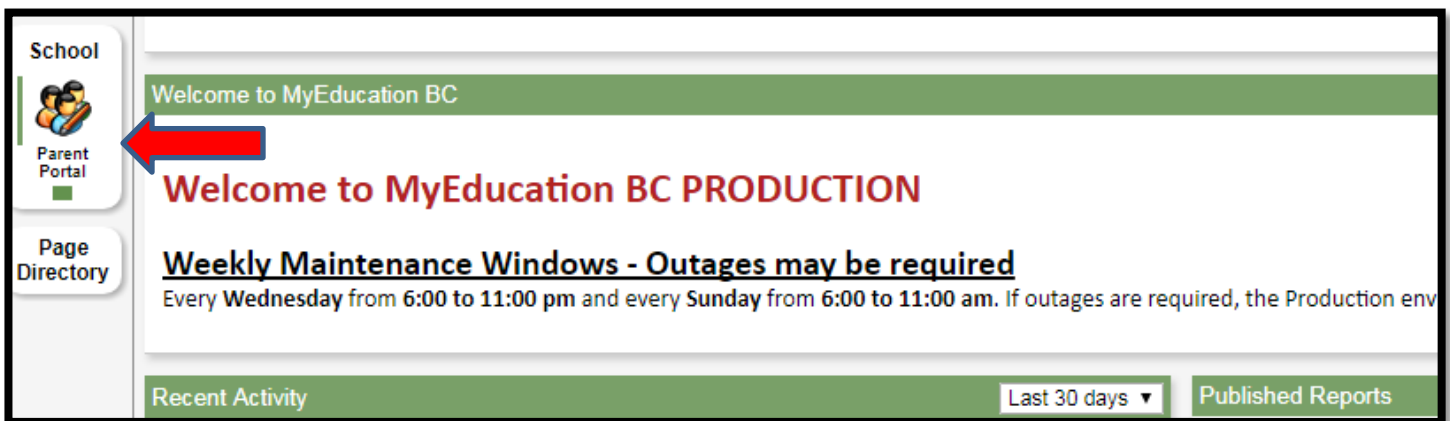 School
Parent
Portal
Page
Directory
Welcome to MyEducation BC
Welcome to MyEducation BC PRODUCTION
Weekly Maintenance Windows - Outages may be required
Every Wednesday from 6:00 to 11:00 pm and every Sunday from 6:00 to 11:00 am. If outages are required, the Production env
Recent Activity
Last 30 days ▼
Published Reports